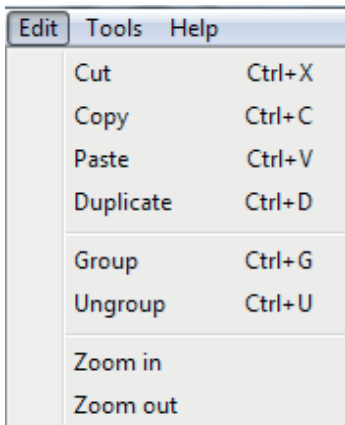 Edit Tools Help
Cut Ctrl+X
Copy Ctrl+C
Paste Ctrl+V
Duplicate Ctrl+D
Group Ctrl+G
Ungroup Ctrl+U
Zoom in
Zoom out